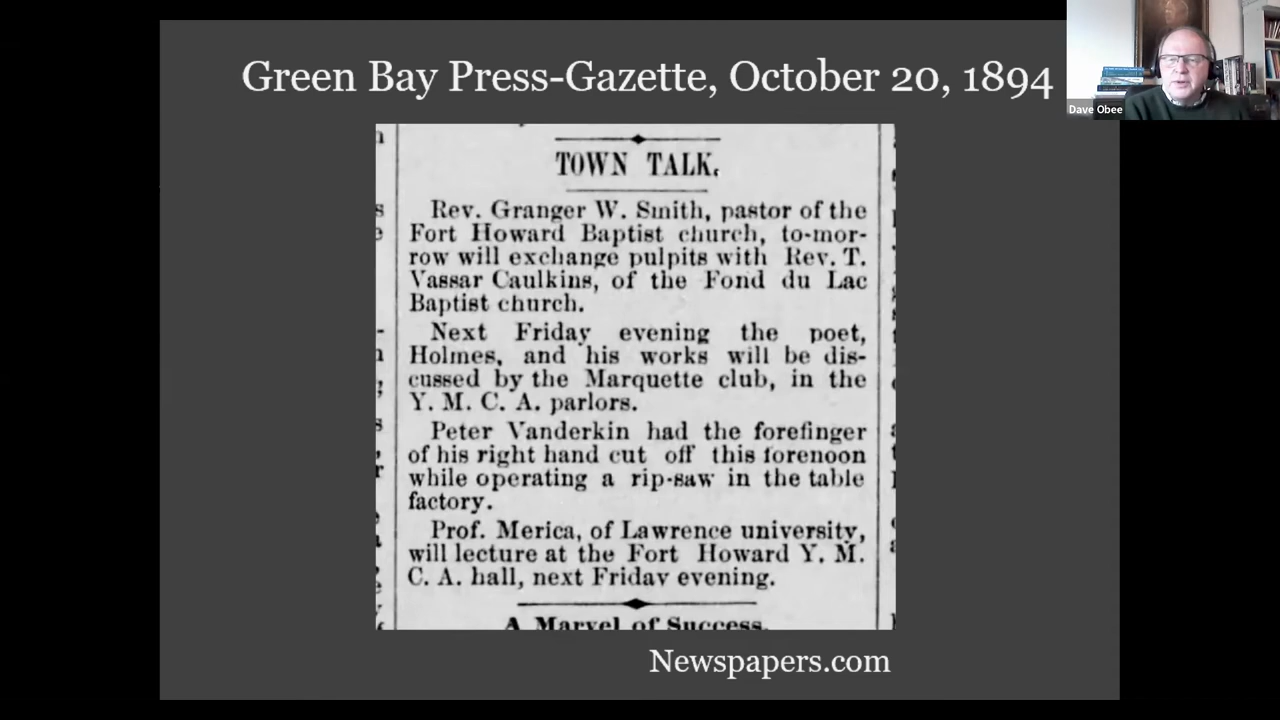 Green Bay Press-Gazette, October 20, 1894
Dave Obee
TOWN TALK.
Rev. Granger W. Smith, pastor of the
Fort Howard Baptist church, to-mor-
row will exchange pulpits with Rev. T.
Vassar Caulkins, of the Fond du Lac
Baptist church.
Next Friday evening the poet,
Holmes, and his works will be dis-
cussed by the Marquette club, in the
Y. M. C. A. parlors.
Peter Vanderkin had the forefinger
of his right hand cut off this forenoon
while operating a rip-saw in the table
factory.
Prof. Merica, of Lawrence university,
will lecture at the Fort Howard Y. M.
C. A. hall, next Friday evening.
A Marvel of Success.
Newspapers.com